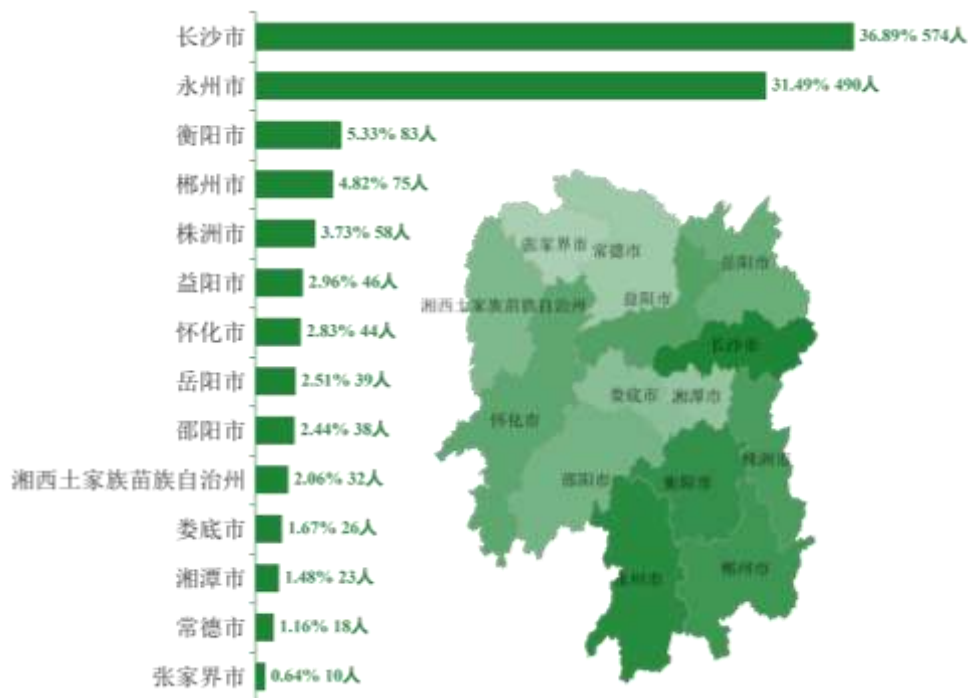 长沙市 36.89% 574人
永州市 31.49% 490人
衡阳市 5.33% 83人
郴州市 4.82% 75人
株洲市 3.73% 58人
益阳市 2.96% 46人
怀化市 2.83% 44人
岳阳市 2.51% 39人
邵阳市 2.44% 38人
湘西土家族苗族自治州 2.06% 32人
娄底市 1.67% 26人
湘潭市 1.48% 23人
常德市 1.16% 18人
张家界市 0.64% 10人
张家界市
常德市
岳阳市
益阳市
湘西土家族苗族自治州
长沙市
娄底市
湘潭市
怀化市
株洲市
邵阳市
衡阳市
永州市
郴州市